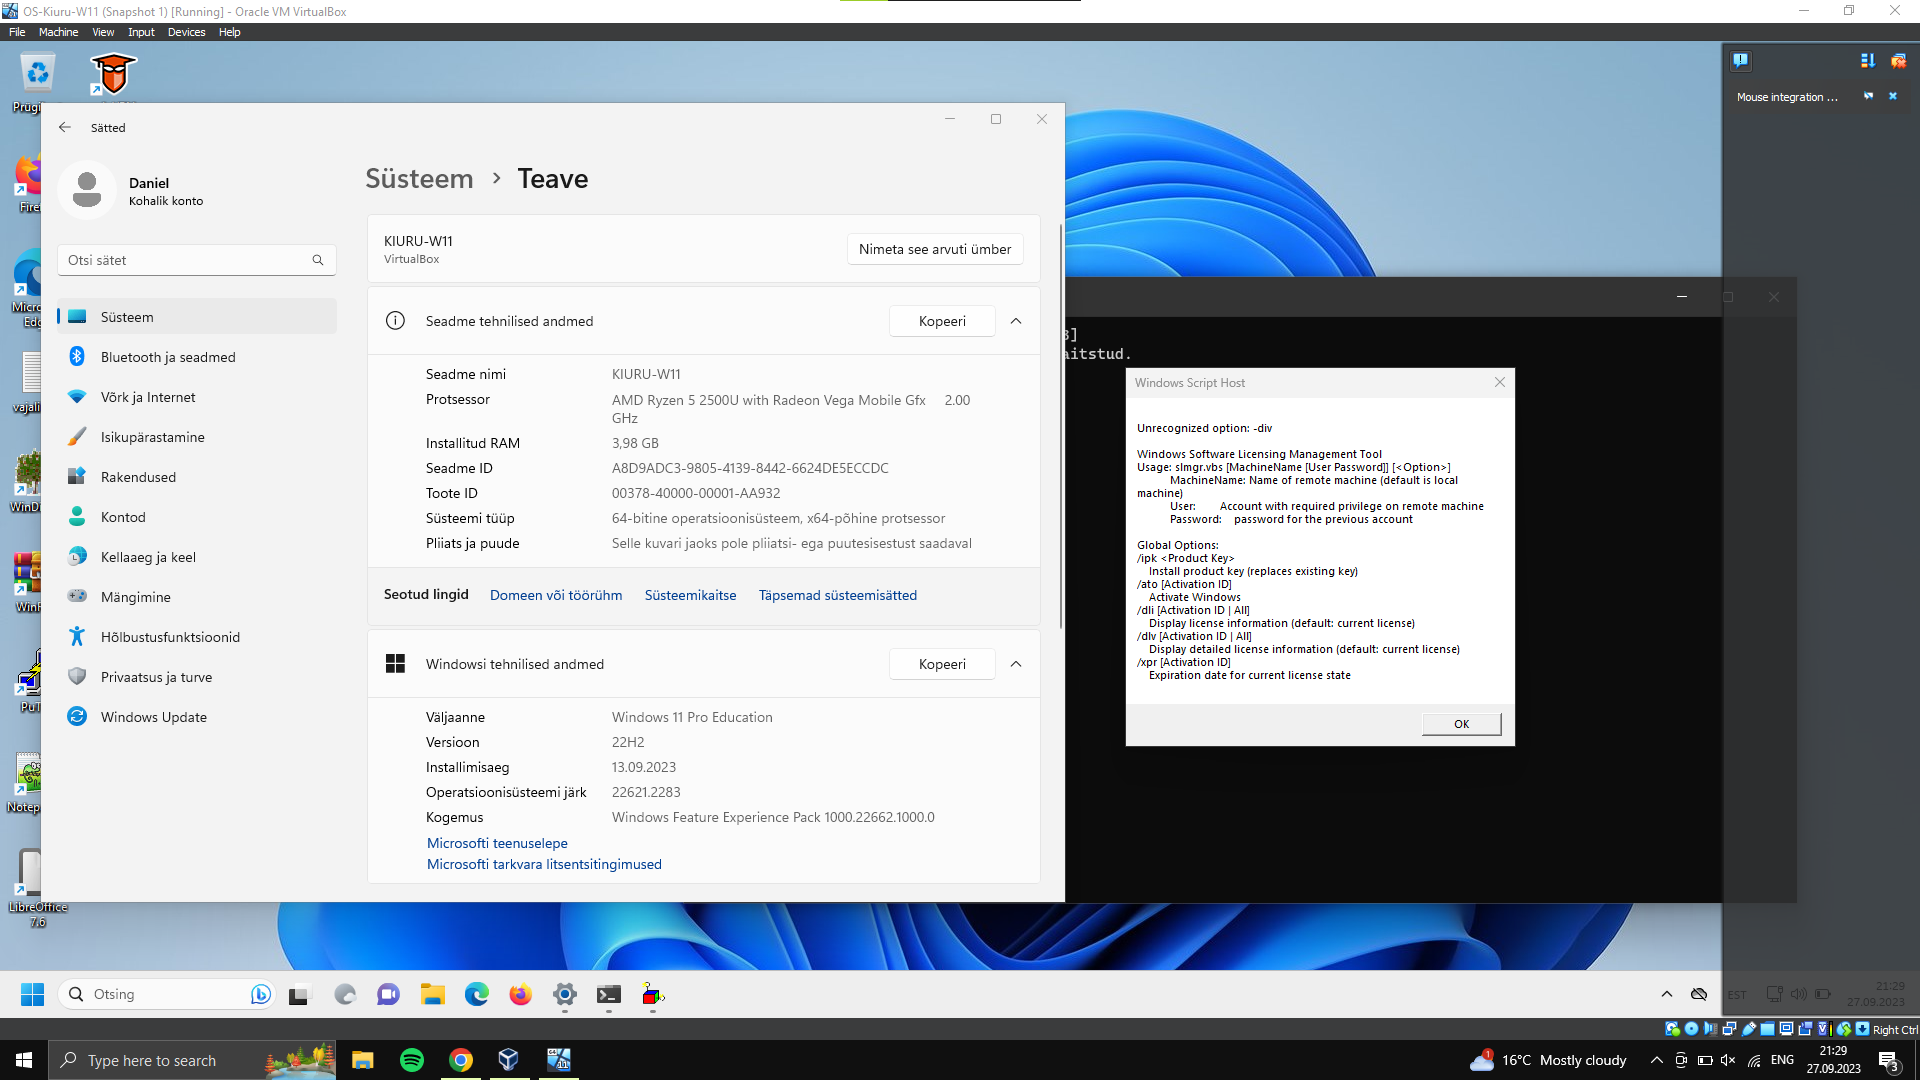 OS-Kiuru-W11 (Snapshot 1) [Running] - Oracle VM VirtualBox
File Machine View Input Devices Help
Mouse integration ...
Sätted
Daniel
Kohalik konto
Otsi sätet
Süsteem
Bluetooth ja seadmed
Võrk ja Internet
Isikupärastamine
Rakendused
Kontod
Kellaaeg ja keel
Mängimine
Hõlbustusfunktsioonid
Privaatsus ja turve
Windows Update
Süsteem > Teave
KIURU-W11
VirtualBox
Nimeta see arvuti ümber
Seadme tehnilised andmed
Kopeeri
Seadme nimi KIURU-W11
Protsessor AMD Ryzen 5 2500U with Radeon Vega Mobile Gfx 2.00
GHz
Installitud RAM 3,98 GB
Seadme ID A8D9ADC3-9805-4139-8442-6624DE5ECCDC
Toote ID 00378-40000-00001-AA932
Süsteemi tüüp 64-bitine operatsioonisüsteem, x64-põhine protsessor
Pliiats ja puude Selle kuvari jaoks pole pliiatsi- ega puutesisestust saadaval
Seotud lingid Domeen või töörühm Süsteemikaitse Täpsemad süsteemisätted
Windowsi tehnilised andmed
Kopeeri
Väljaanne Windows 11 Pro Education
Versioon 22H2
Installimisaeg 13.09.2023
Operatsioonisüsteemi järk 22621.2283
Kogemus Windows Feature Experience Pack 1000.22662.1000.0
Microsofti teenuselepe
Microsofti tarkvara litsentsitingimused
3]
aitstud.
Windows Script Host
Unrecognized option: -div
Windows Software Licensing Management Tool
Usage: slmgr.vbs [MachineName [User Password]] [<Option>]
MachineName: Name of remote machine (default is local
machine)
User: Account with required privilege on remote machine
Password: password for the previous account
Global Options:
/ipk <Product Key>
Install product key (replaces existing key)
/ato [Activation ID]
Activate Windows
/dli [Activation ID | All]
Display license information (default: current license)
/dlv [Activation ID | All]
Display detailed license information (default: current license)
/xpr [Activation ID]
Expiration date for current license state
OK
LibreOffice
7.6
Otsing
EST
21:29
27.09.2023
Right Ctrl
Type here to search
1
16°C Mostly cloudy
ENG
21:29
27.09.2023
3